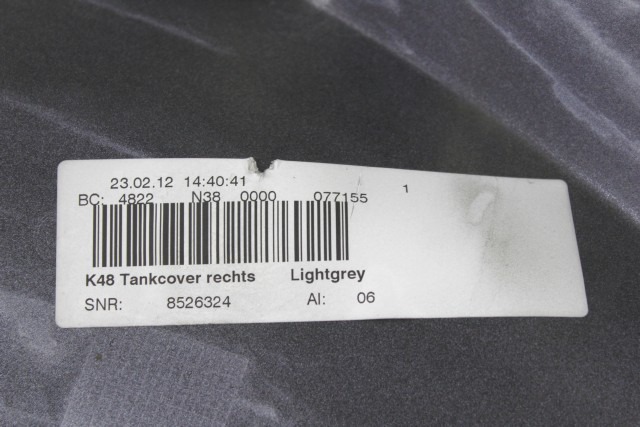 23.02.12 14:40:41
BC: 4822 N38 0000 077155 1
K48 Tankcover rechts Lightgrey
SNR: 8526324 AI: 06